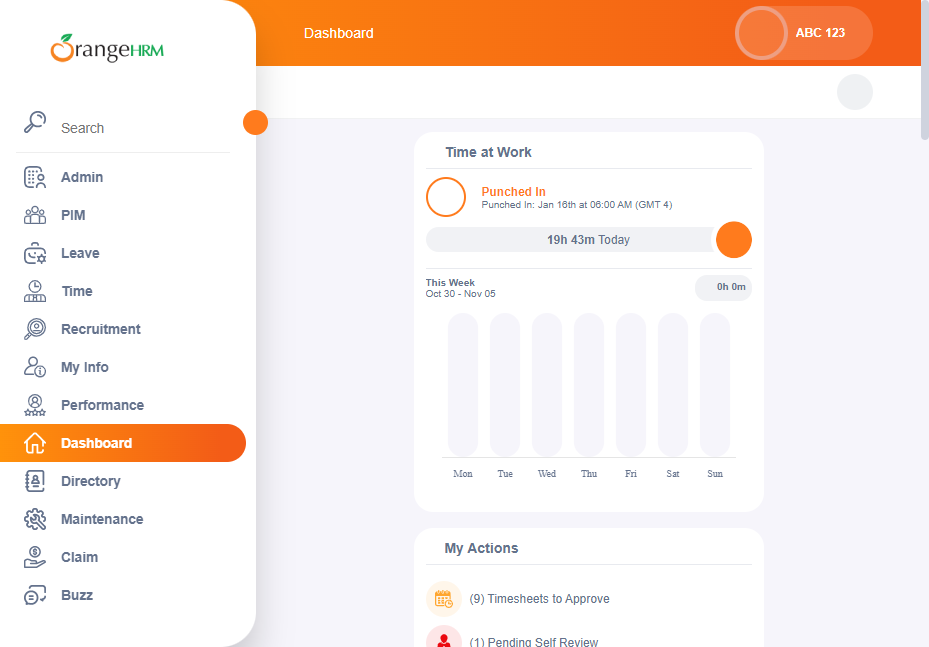 OrangeHRM
Dashboard
ABC 123
Search
Admin
PIM
Leave
Time
Recruitment
My Info
Performance
Dashboard
Directory
Maintenance
Claim
Buzz
Time at Work
Punched In
Punched In: Jan 16th at 06:00 AM (GMT 4)
19h 43m Today
This Week
Oct 30 - Nov 05
0h 0m
Mon Tue Wed Thu Fri Sat Sun
My Actions
(9) Timesheets to Approve
(1) Pending Self Review